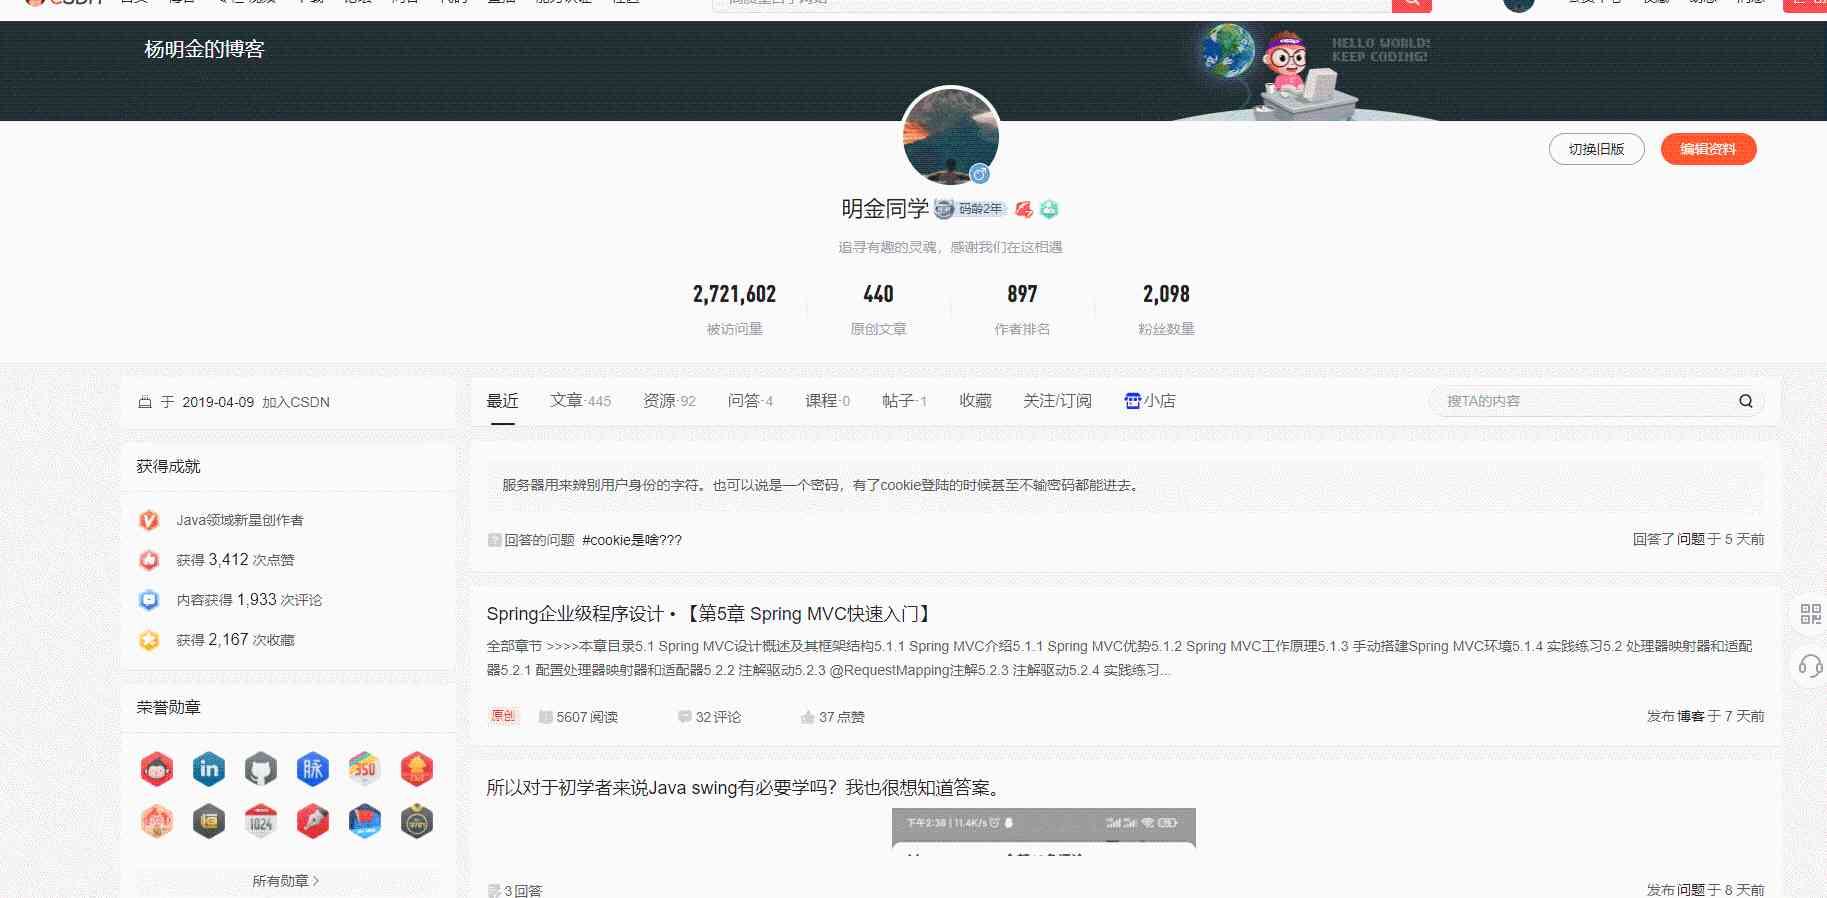 CSDN
杨明金的博客
HELLO WORLD!
KEEP CODING!
切换旧版
编辑资料
明金同学 码龄2年
追寻有趣的灵魂，感谢我们在这相遇
2,721,602 440 897 2,098
被访问量 原创文章 作者排名 粉丝数量
于 2019-04-09 加入CSDN
最近 文章·445 资源·92 问答·4 课程·0 帖子·1 收藏 关注/订阅 小店
搜TA的内容
获得成就
Java领域新星创作者
获得 3,412 次点赞
内容获得 1,933 次评论
获得 2,167 次收藏
荣誉勋章
in 脉 350
1024
所有勋章
服务器用来辨别用户身份的字符。也可以说是一个密码，有了cookie登陆的时候甚至不输密码都能进去。
回答的问题 #cookie是啥???
回答了问题于 5 天前
Spring企业级程序设计 • 【第5章 Spring MVC快速入门】
全部章节 >>>>本章目录5.1 Spring MVC设计概述及其框架结构5.1.1 Spring MVC介绍5.1.1 Spring MVC优势5.1.2 Spring MVC工作原理5.1.3 手动搭建Spring MVC环境5.1.4 实践练习5.2 处理器映射器和适配
器5.2.1 配置处理器映射器和适配器5.2.2 注解驱动5.2.3 @RequestMapping注解5.2.3 注解驱动5.2.4 实践练习...
原创 5607 阅读 32 评论 37 点赞
发布博客于 7 天前
所以对于初学者来说Java swing有必要学吗？我也很想知道答案。
下午2:38 | 11.4K/s
3 回答
发布问题于 8 天前